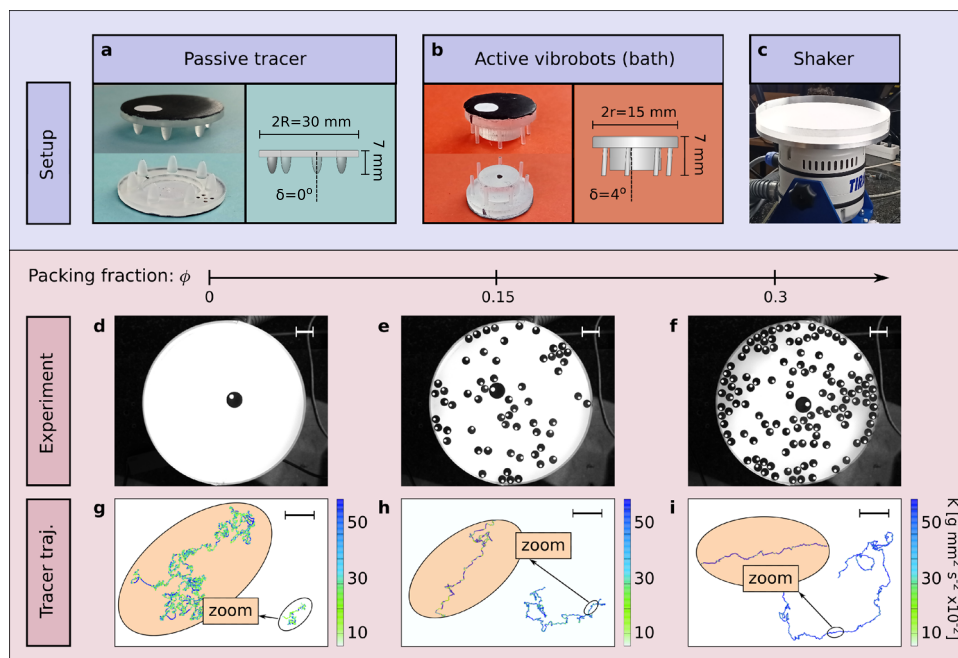 Setup
a Passive tracer
2R=30 mm
7 mm
δ=0°
b Active vibrobots (bath)
2r=15 mm
7 mm
δ=4°
c Shaker
TIR
Packing fraction: ϕ
0
0.15
0.3
Experiment
d
e
f
Tracer traj.
g
zoom
50
30
10
h
zoom
50
30
10
i
zoom
50
30
10
K [g mm² s⁻² x10⁻²]